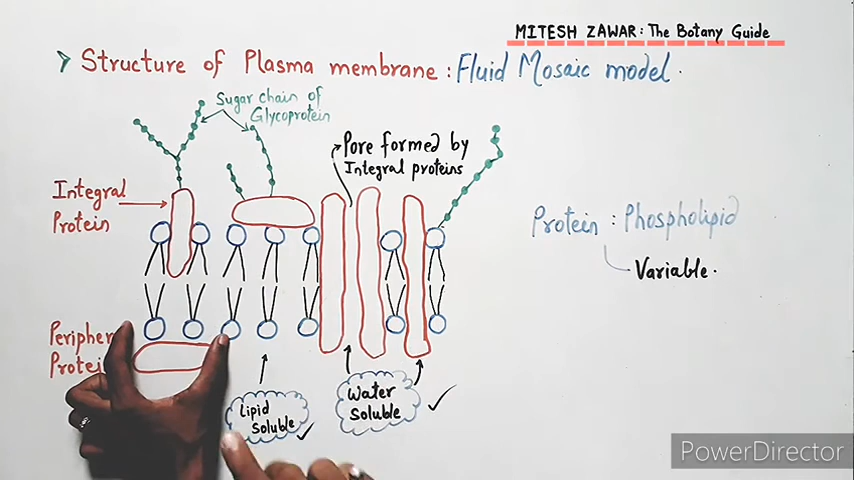 MITESH ZAWAR: The Botany Guide
Structure of Plasma membrane: Fluid Mosaic model.
Sugar chain of
Glycoprotein
Pore formed by
Integral proteins
Integral
Protein
Protein : Phospholipid
Variable.
Lipid
Soluble
Water
Soluble
PowerDirector